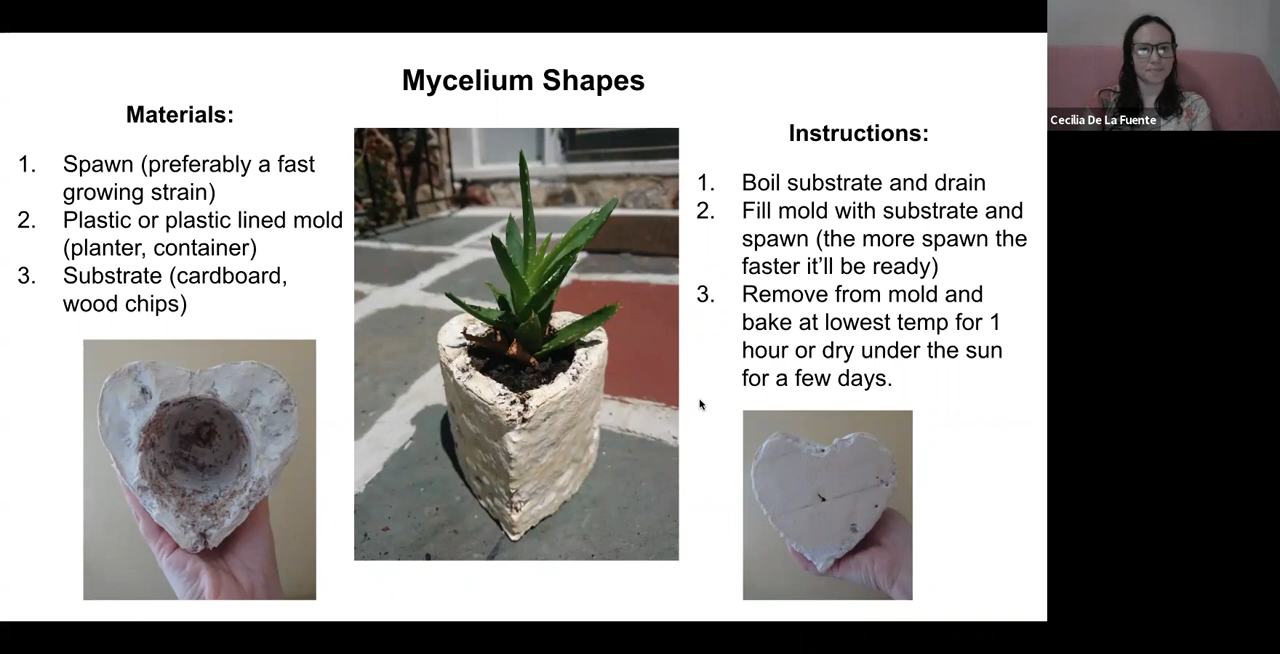 Mycelium Shapes
Materials:
1. Spawn (preferably a fast
growing strain)
2. Plastic or plastic lined mold
(planter, container)
3. Substrate (cardboard,
wood chips)
Instructions:
1. Boil substrate and drain
2. Fill mold with substrate and
spawn (the more spawn the
faster it’ll be ready)
3. Remove from mold and
bake at lowest temp for 1
hour or dry under the sun
for a few days.
Cecilia De La Fuente